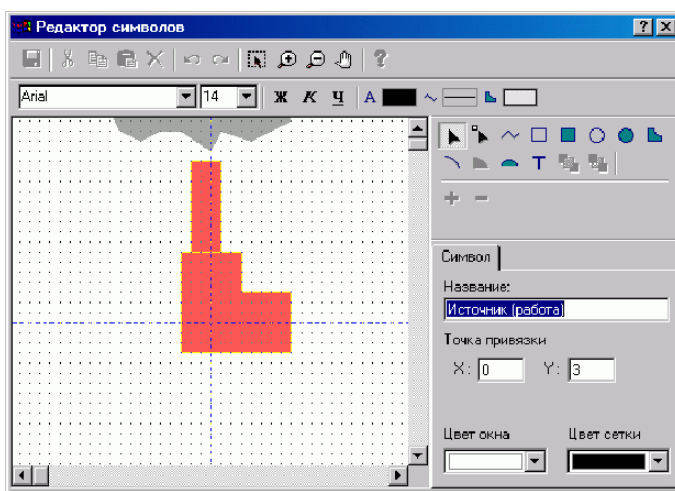 Редактор символов
Arial 14 Ж К Ч А
Т
Символ
Название:
Источник (работа)
Точка привязки
X: 0 Y: 3
Цвет окна Цвет сетки